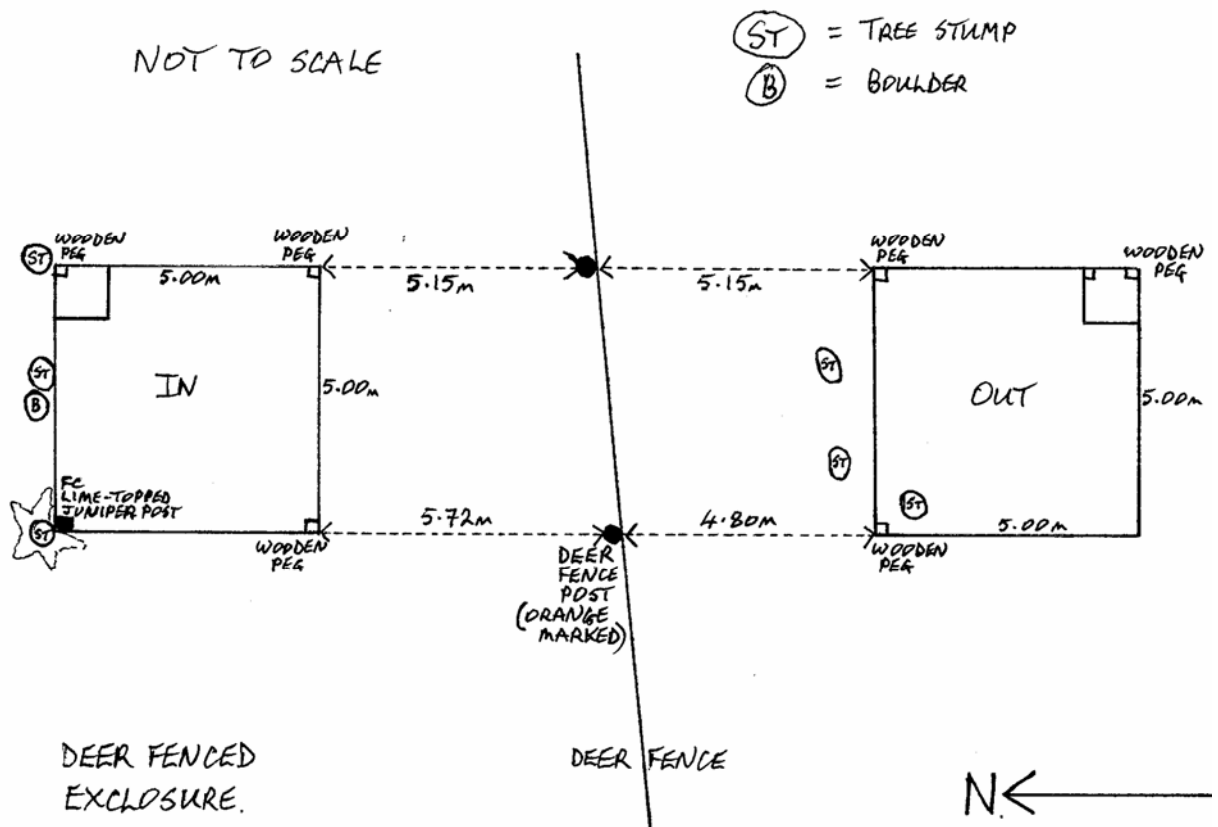 NOT TO SCALE
ST = TREE STUMP
B = BOULDER
ST
WOODEN
PEG
5.00m
WOODEN
PEG
5.15m
5.15m
WOODEN
PEG
WOODEN
PEG
ST
B
IN
5.00m
ST
ST
ST
OUT
5.00m
FC
LIME-TOPPED
JUNIPER POST
ST
WOODEN
PEG
5.72m
4.80m
WOODEN
PEG
5.00m
DEER
FENCE
POST
(ORANGE
MARKED)
DEER FENCED
EXCLOSURE.
DEER FENCE
N.